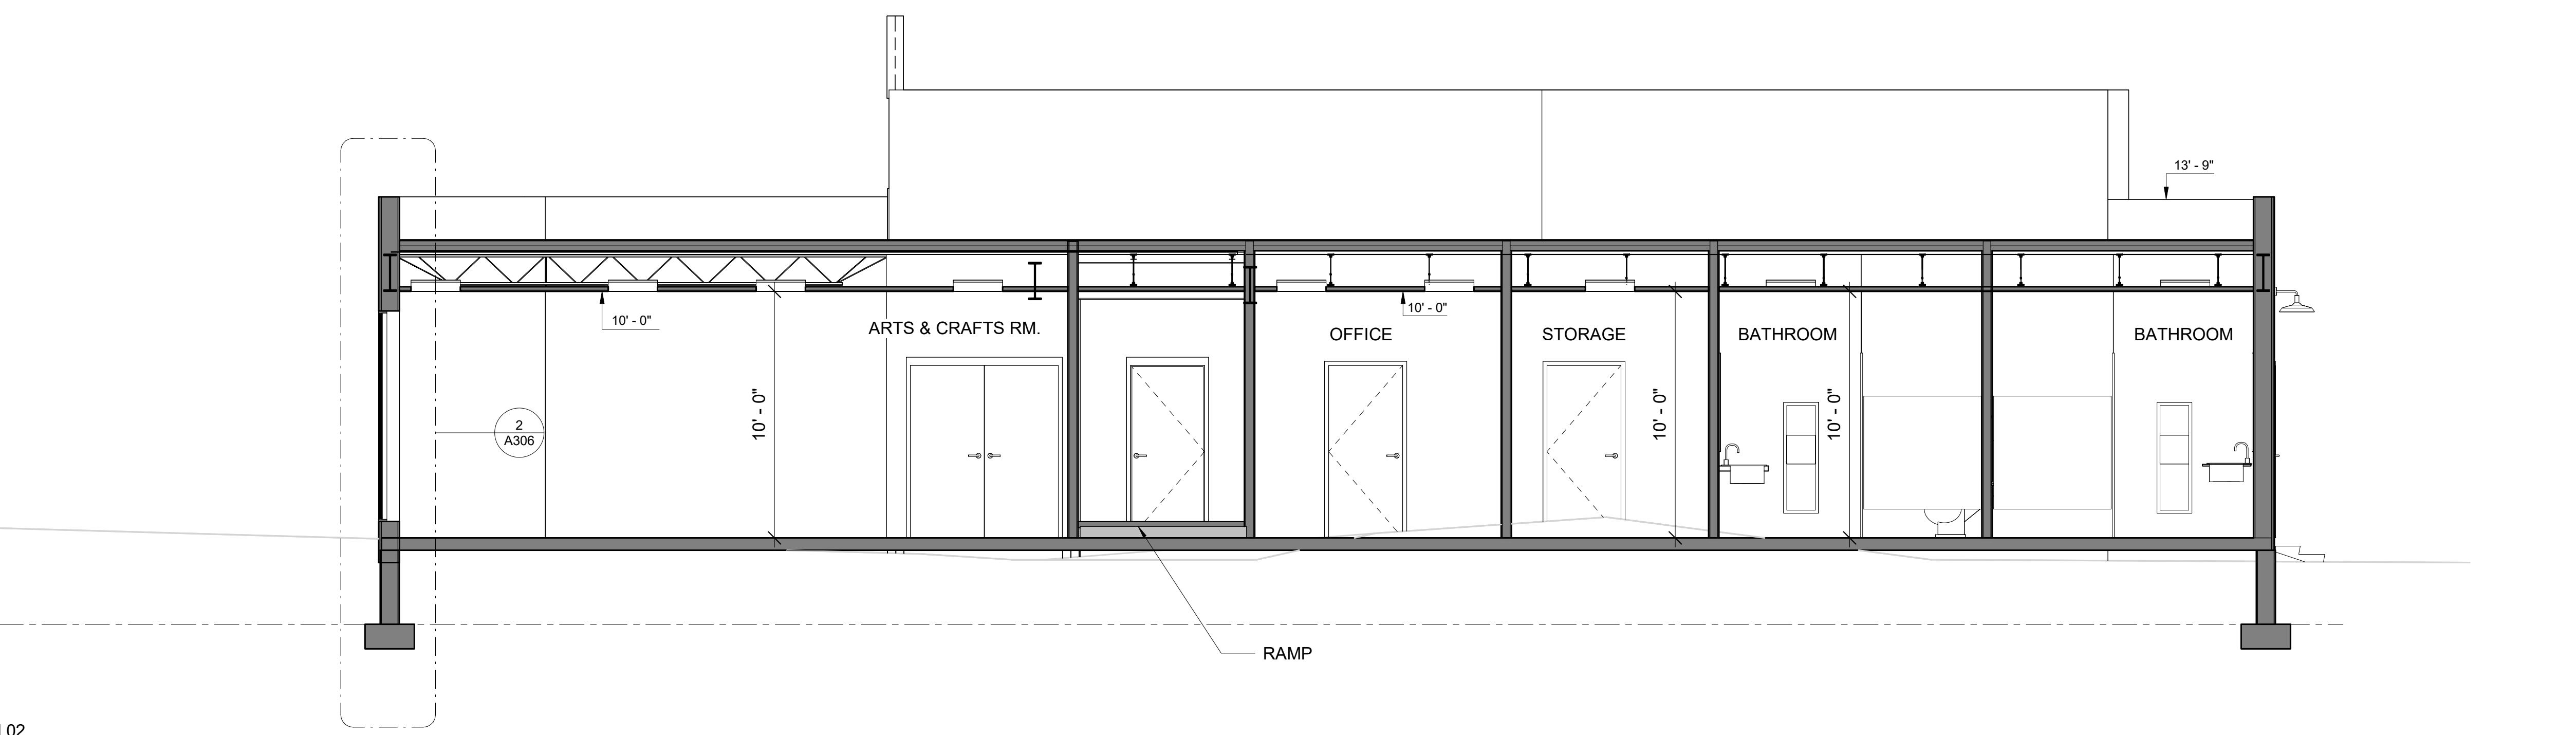 13' - 9"
10' - 0"
10' - 0"
ARTS & CRAFTS RM.
OFFICE
STORAGE
BATHROOM
BATHROOM
10' - 0"
10' - 0"
10' - 0"
2
A306
RAMP
02